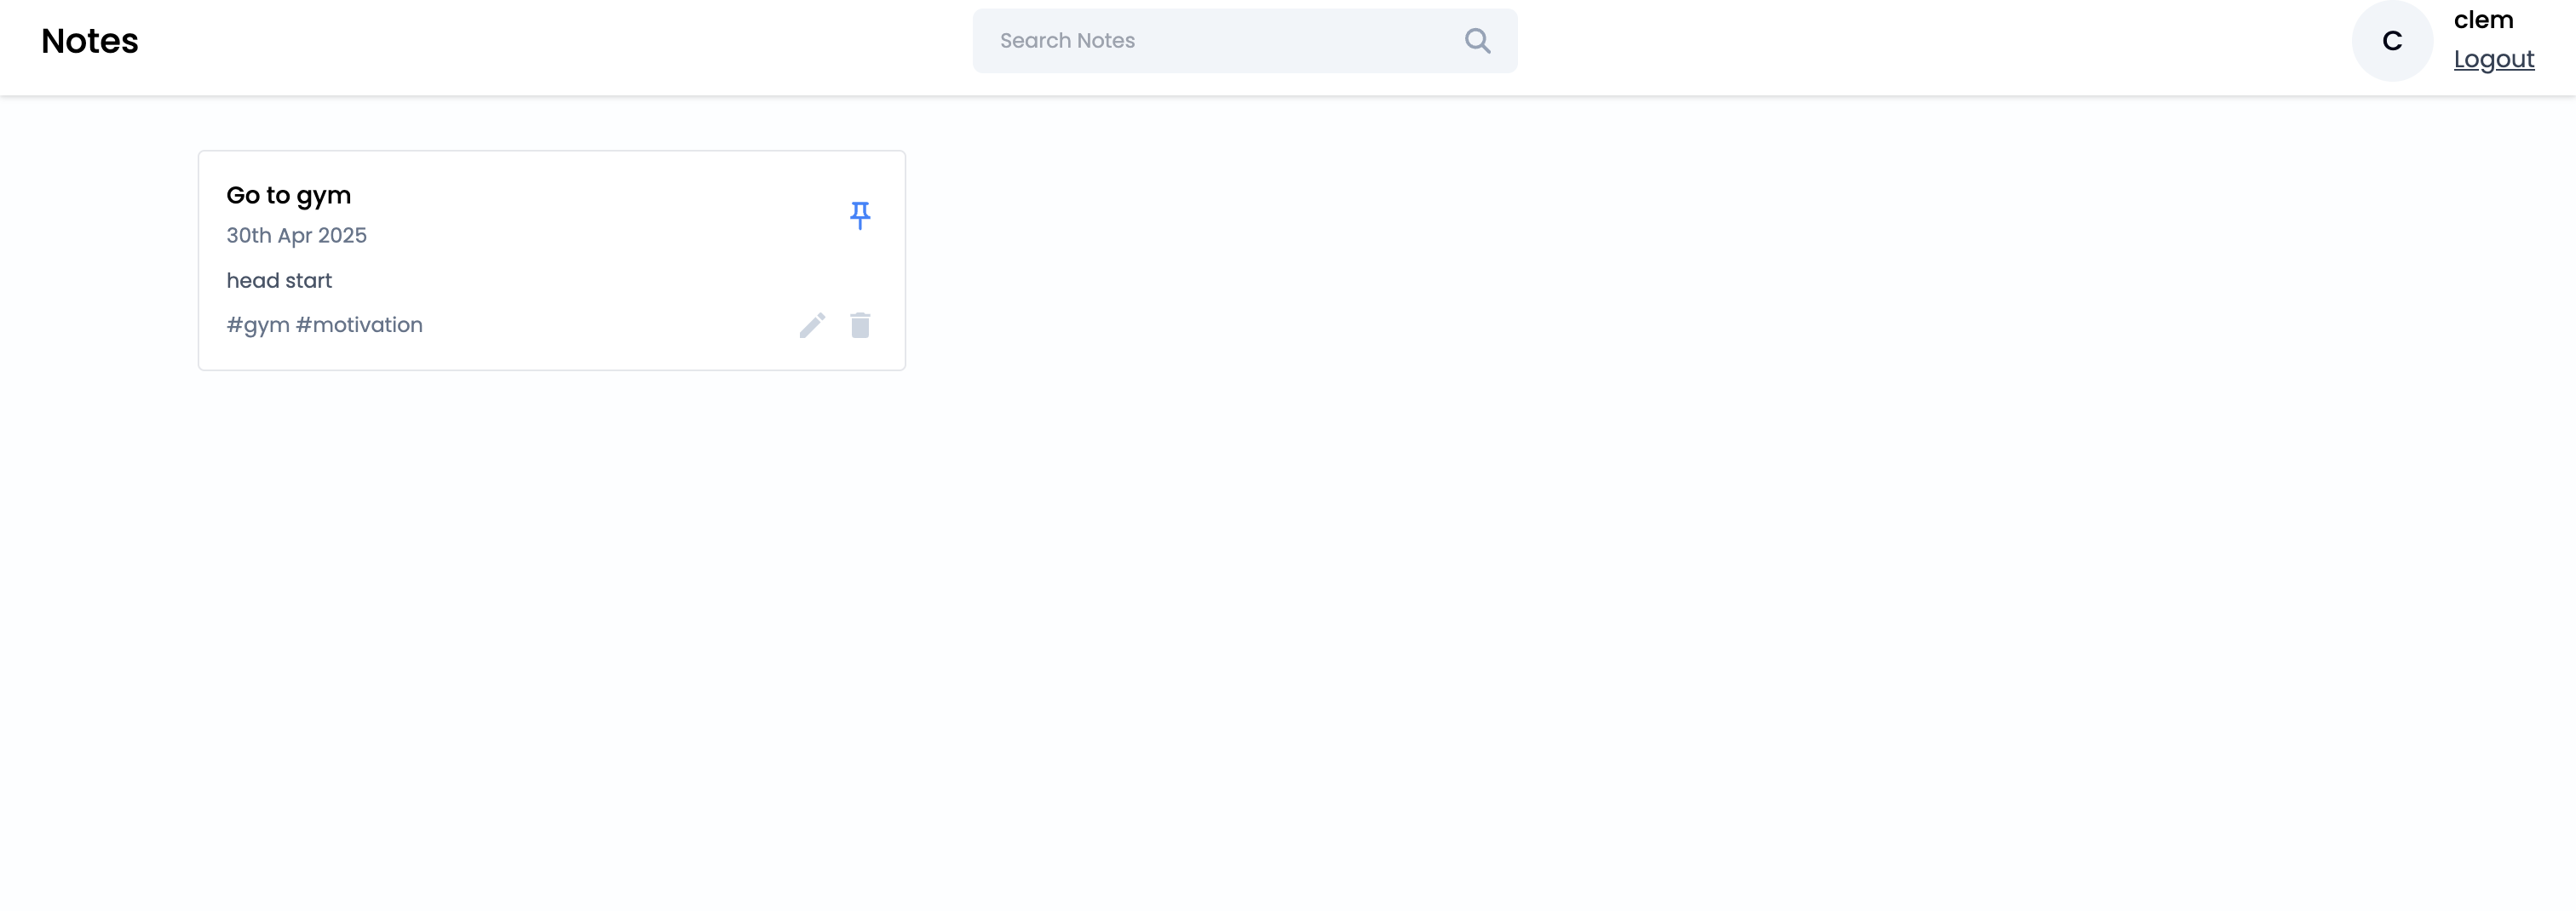 Notes
Search Notes
C
clem
Logout
Go to gym
30th Apr 2025
head start
#gym #motivation